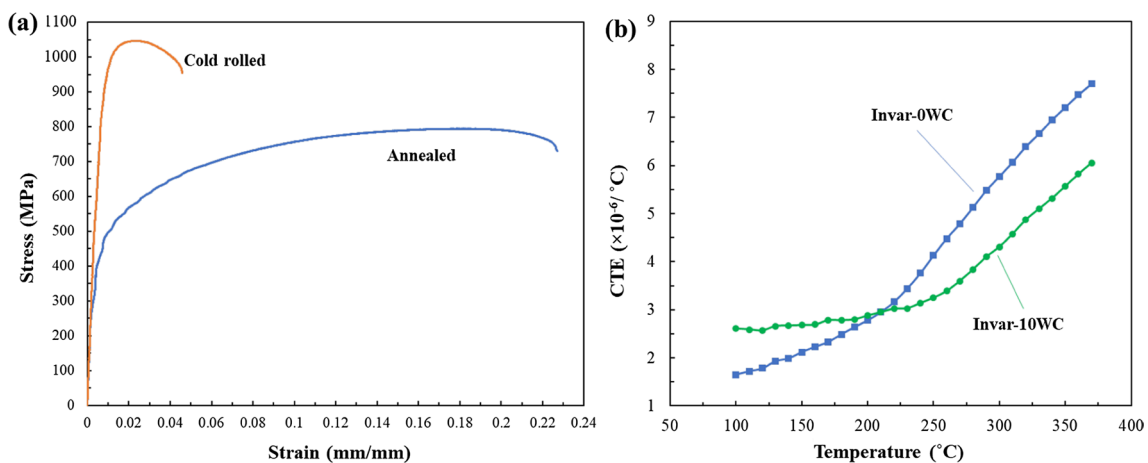 (a)
1100
1000
900
800
700
600
500
400
300
200
100
0
Stress (MPa)
Cold rolled
Annealed
0 0.02 0.04 0.06 0.08 0.1 0.12 0.14 0.16 0.18 0.2 0.22 0.24
Strain (mm/mm)
(b)
9
8
7
6
5
4
3
2
1
CTE (×10⁻⁶/ ˚C)
Invar-0WC
Invar-10WC
50 100 150 200 250 300 350 400
Temperature (˚C)